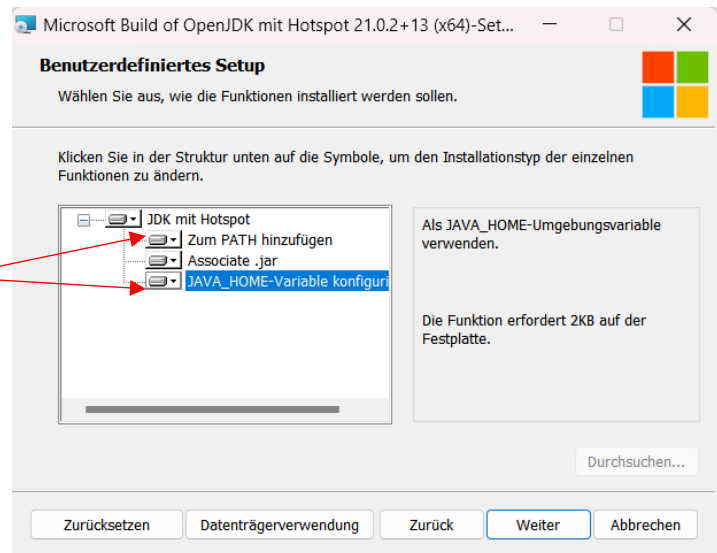 Microsoft Build of OpenJDK mit Hotspot 21.0.2+13 (x64)-Set...
Benutzerdefiniertes Setup
Wählen Sie aus, wie die Funktionen installiert werden sollen.
Klicken Sie in der Struktur unten auf die Symbole, um den Installationstyp der einzelnen
Funktionen zu ändern.
JDK mit Hotspot
Zum PATH hinzufügen
Associate .jar
JAVA_HOME-Variable konfiguri
Als JAVA_HOME-Umgebungsvariable
verwenden.
Die Funktion erfordert 2KB auf der
Festplatte.
Durchsuchen...
Zurücksetzen
Datenträgerverwendung
Zurück
Weiter
Abbrechen